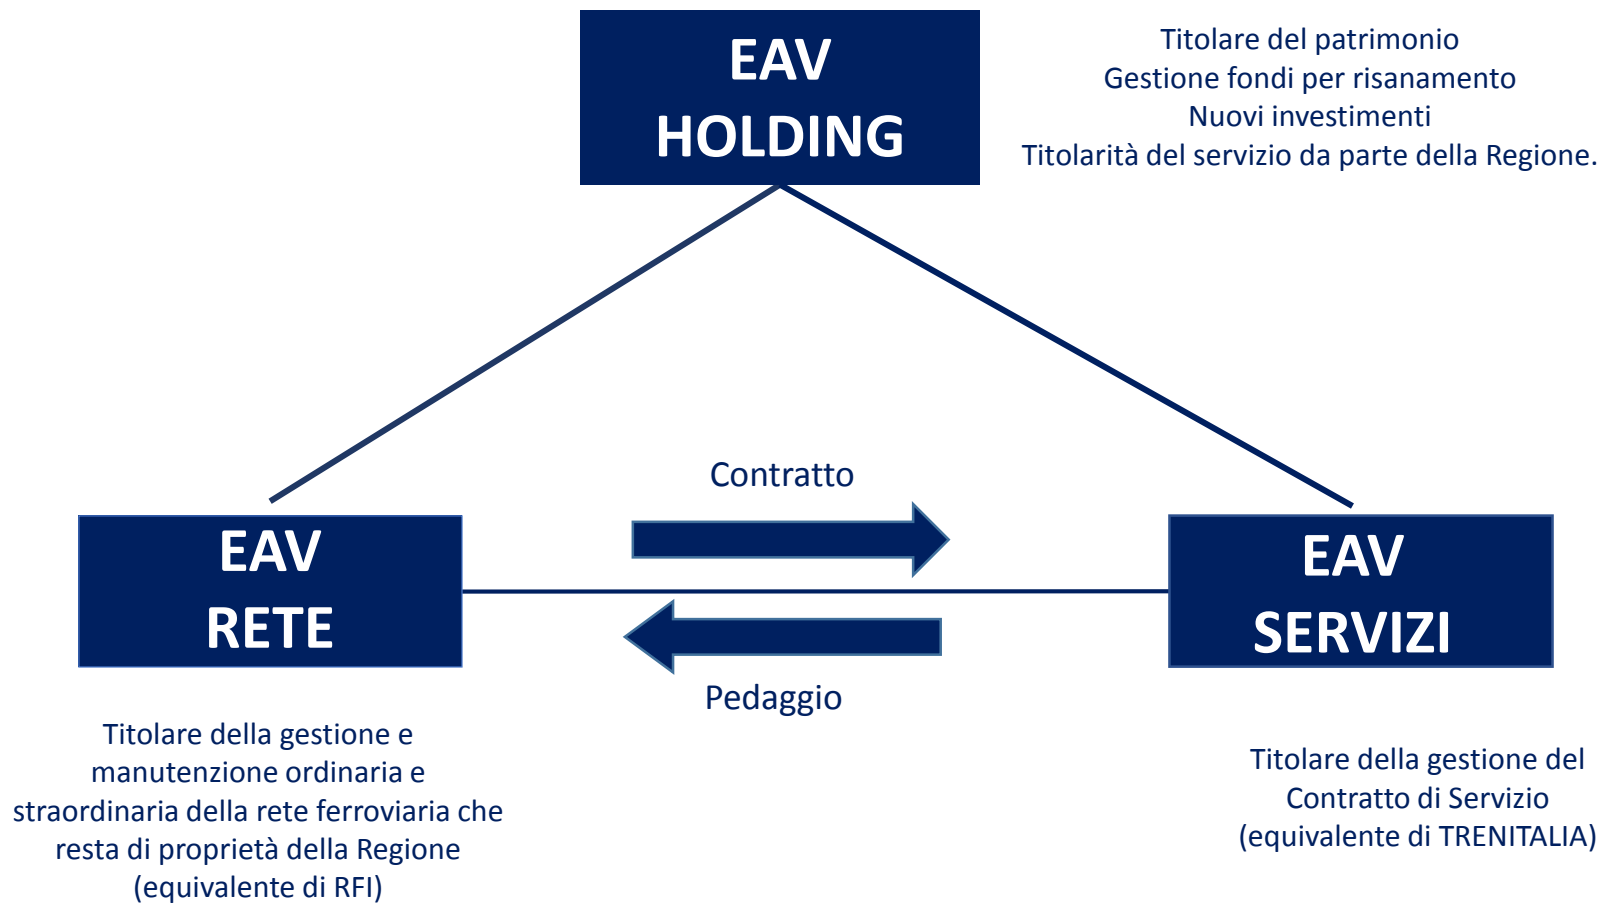 EAV
HOLDING
Titolare del patrimonio
Gestione fondi per risanamento
Nuovi investimenti
Titolarità del servizio da parte della Regione.
Contratto
EAV
RETE
EAV
SERVIZI
Pedaggio
Titolare della gestione e
manutenzione ordinaria e
straordinaria della rete ferroviaria che
resta di proprietà della Regione
(equivalente di RFI)
Titolare della gestione del
Contratto di Servizio
(equivalente di TRENITALIA)